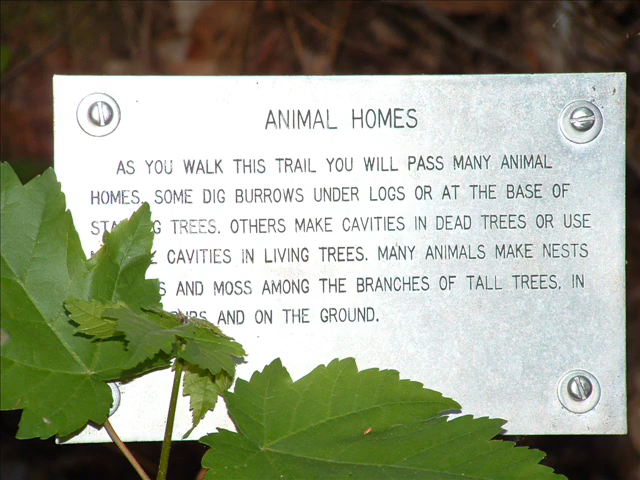 ANIMAL HOMES
AS YOU WALK THIS TRAIL YOU WILL PASS MANY ANIMAL
HOMES. SOME DIG BURROWS UNDER LOGS OR AT THE BASE OF
TREES. OTHERS MAKE CAVITIES IN DEAD TREES OR USE
CAVITIES IN LIVING TREES. MANY ANIMALS MAKE NESTS
AND MOSS AMONG THE BRANCHES OF TALL TREES, IN
AND ON THE GROUND.